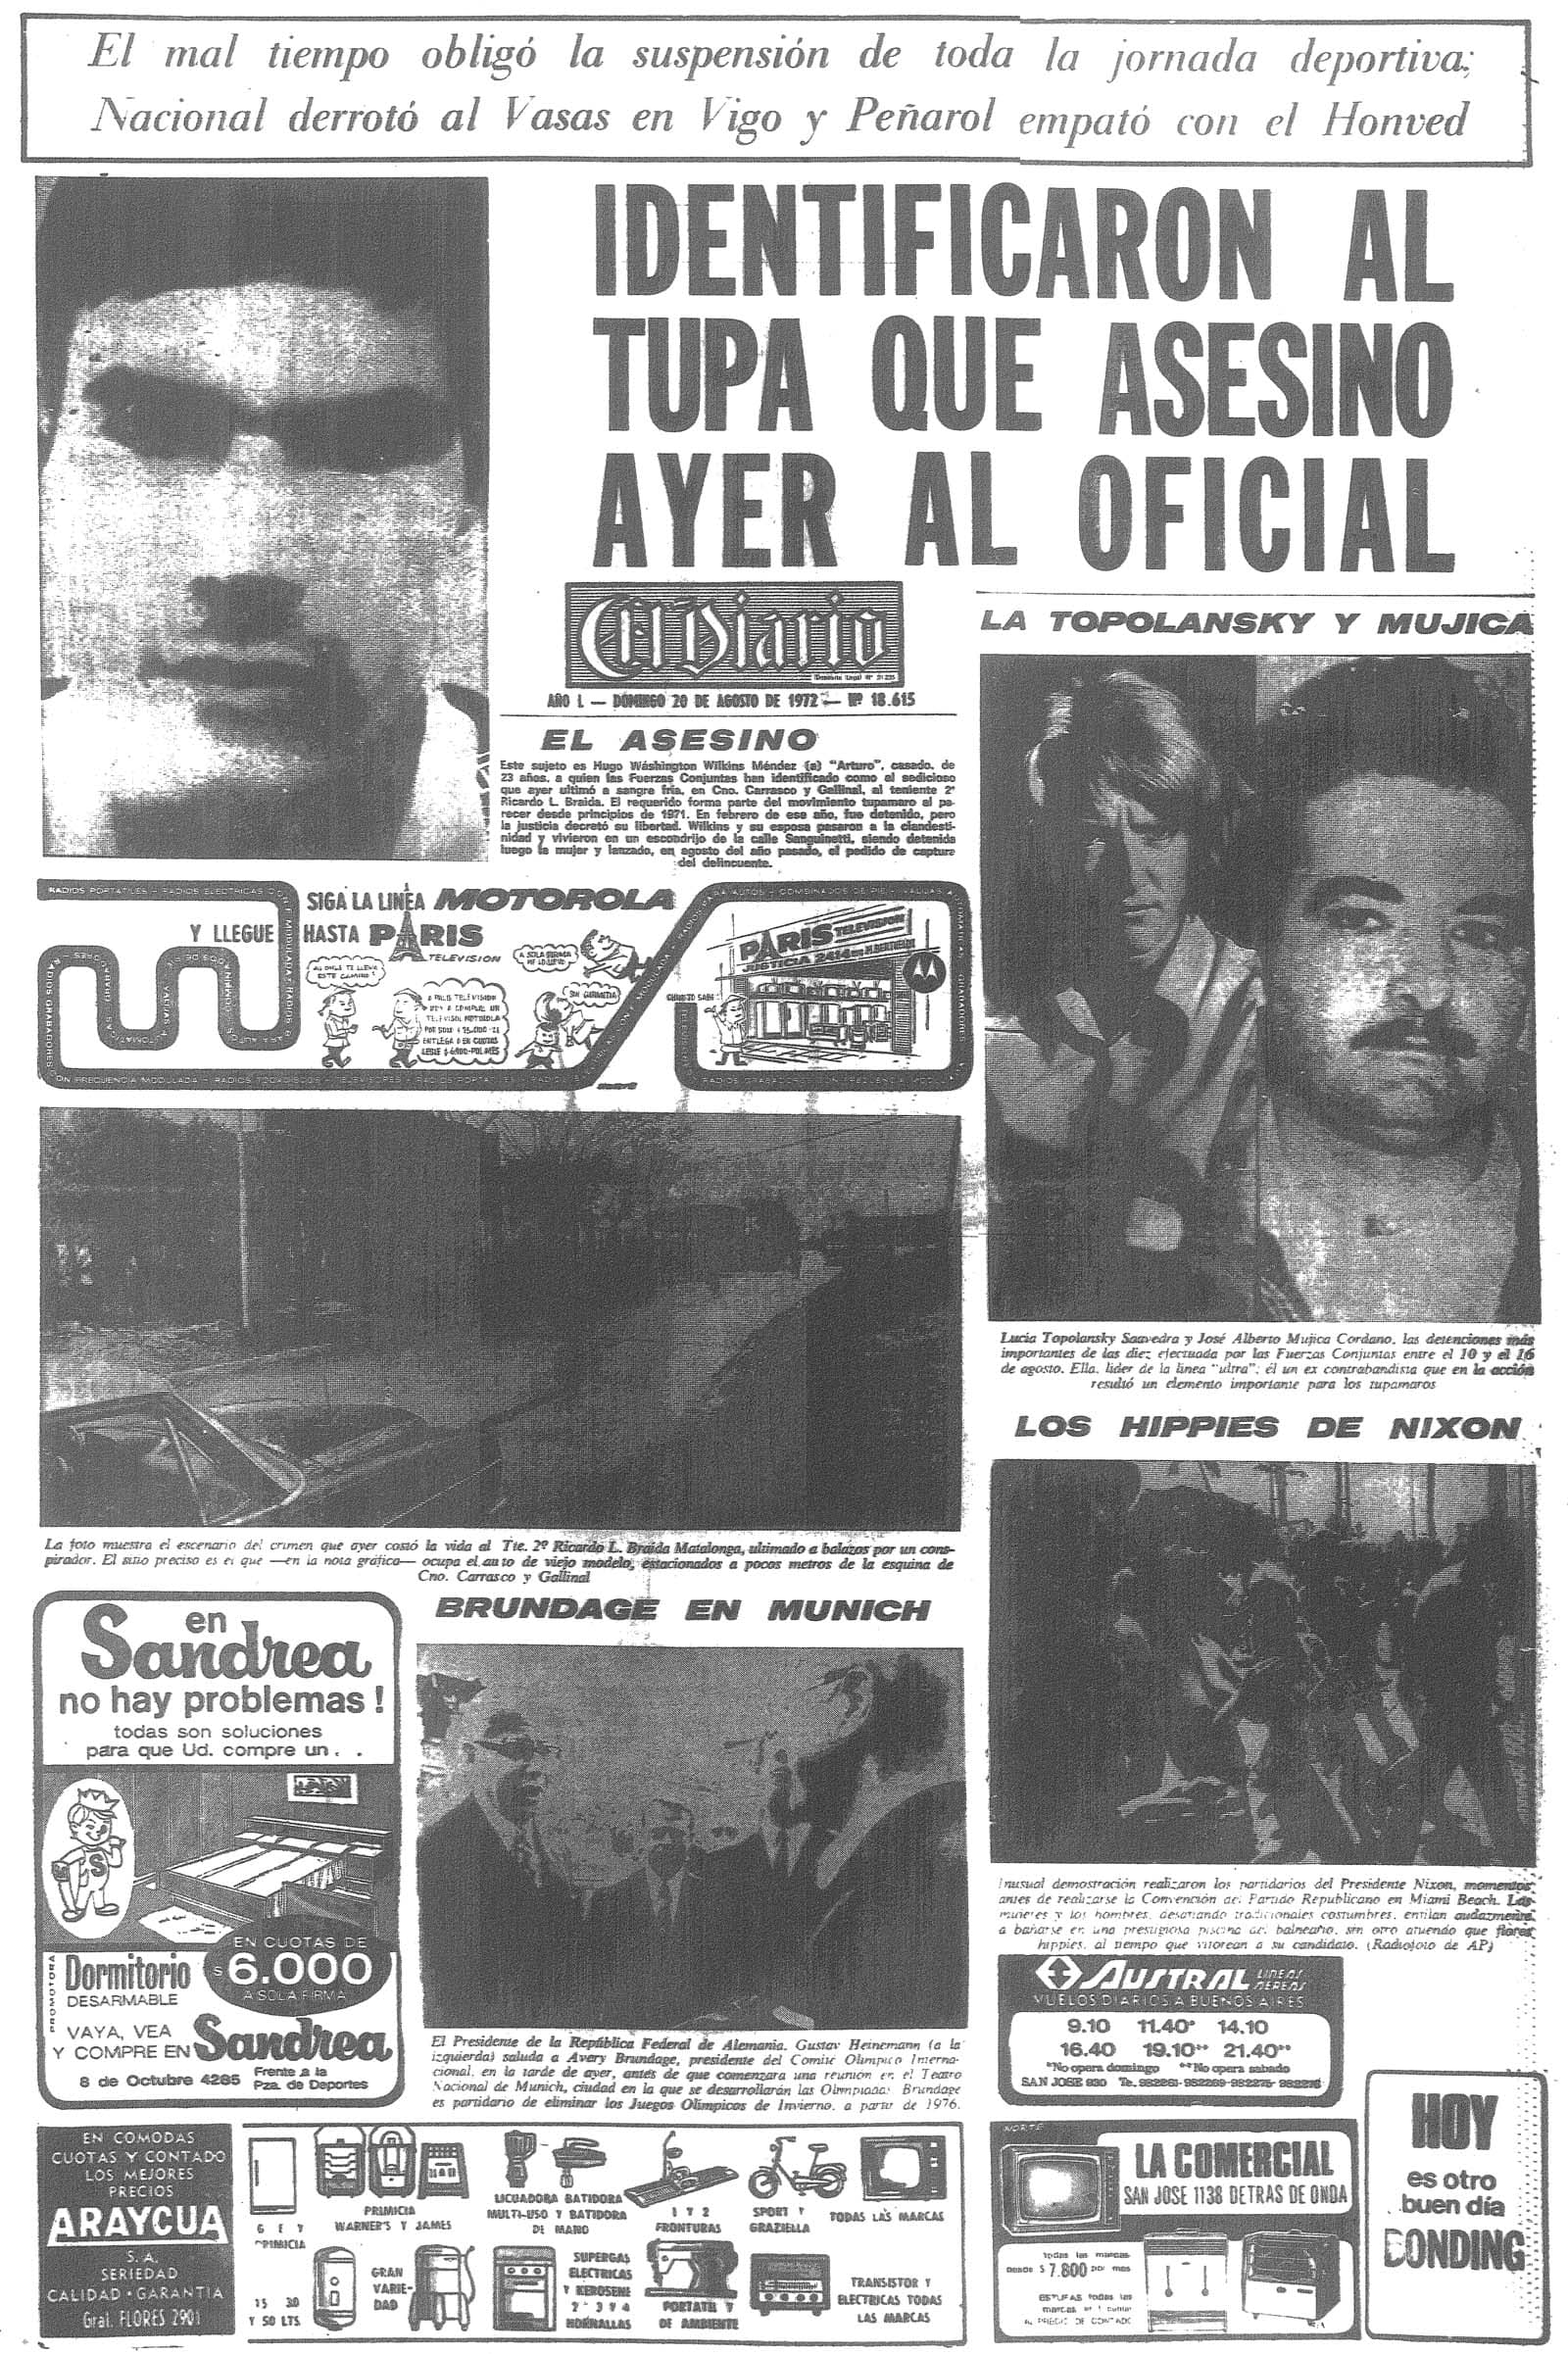 El mal tiempo obligó la suspensión de toda la jornada deportiva;
Nacional derrotó al Vasas en Vigo y Peñarol empató con el Honved
IDENTIFICARON AL
TUPA QUE ASESINO
AYER AL OFICIAL
El Diario
AÑO L — DOMINGO 20 DE AGOSTO DE 1972 — Nº 18.615
EL ASESINO
Este sujeto es Hugo Wáshington Wilkins Méndez (a) "Arturo", casado, de
23 años, a quien las Fuerzas Conjuntas han identificado como el sedicioso
que ayer ultimó a sangre fría, en Cno. Carrasco y Gallinal, al teniente 2º
Ricardo L. Braida. El requerido forma parte del movimiento tupamaro al pa-
recer desde principios de 1971. En febrero de ese año, fue detenido, pero
la justicia decretó su libertad. Wilkins y su esposa pasaron a la clandesti-
nidad y vivieron en un escondrijo de la calle Sanguinetti, siendo detenida
luego la mujer y lanzado, en agosto del año pasado, el pedido de captura
del delincuente.
LA TOPOLANSKY Y MUJICA
Lucía Topolansky Saavedra y José Alberto Mujica Cordano, las detenciones más
importantes de las diez efectuada por las Fuerzas Conjuntas entre el 10 y el 16
de agosto. Ella, líder de la línea "ultra"; él un ex contrabandista que en la acción
resultó un elemento importante para los tupamaros
SIGA LA LINEA MOTOROLA
Y LLEGUE HASTA PARIS
TELEVISION
PARIS TELEVISION
JUSTICIA 2414
La foto muestra el escenario del crimen que ayer costó la vida al Tte. 2º Ricardo L. Braida Matalonga, ultimado a balazos por un cons-
pirador. El sitio preciso es el que —en la nota gráfica— ocupa el auto de viejo modelo, estacionados a pocos metros de la esquina de
Cno. Carrasco y Gallinal
LOS HIPPIES DE NIXON
Inusual demostración realizaron los partidarios del Presidente Nixon, momentos
antes de realizarse la Convención del Partido Republicano en Miami Beach. Las
mujeres y los hombres, desafiando tradicionales costumbres, entran audazmente,
a bañarse en una prestigiosa piscina del balneario, sin otro atuendo que flores
hippies, al tiempo que vitorean a su candidato. (Radiofoto de AP)
en
Sandrea
no hay problemas!
todas son soluciones
para que Ud. compre un . .
PROMOTORA
Dormitorio
DESARMABLE
EN CUOTAS DE
$ 6.000
A SOLA FIRMA
VAYA, VEA
Y COMPRE EN Sandrea
8 de Octubre 4285 Frente a la
Pza. de Deportes
BRUNDAGE EN MUNICH
El Presidente de la República Federal de Alemania, Gustav Heinemann (a la
izquierda) saluda a Avery Brundage, presidente del Comité Olímpico Interna-
cional, en la tarde de ayer, antes de que comenzara una reunión en el Teatro
Nacional de Munich, ciudad en la que se desarrollarán las Olimpiadas. Brundage
es partidario de eliminar los Juegos Olímpicos de Invierno, a partir de 1976.
AUSTRAL LINEAS AEREAS
VUELOS DIARIOS A BUENOS AIRES
9.10 11.40* 14.10
16.40 19.10** 21.40**
*No opera domingo **No opera sabado
SAN JOSE 930 Te. 982261-982269-982275-982276
EN COMODAS
CUOTAS Y CONTADO
LOS MEJORES
PRECIOS
ARAYCUA
S. A.
SERIEDAD
CALIDAD • GARANTIA
Gral. FLORES 2901
G E Y
PRIMICIA
PRIMICIA
WARNER'S Y JAMES
LICUADORA BATIDORA
MULTI-USO Y BATIDORA
DE MANO
1 Y 2
FRONTURAS
SPORT Y
GRAZIELLA
TODAS LAS MARCAS
15 30
Y 50 LTS.
GRAN
VARIE-
DAD
SUPERGAS
ELECTRICAS
Y KEROSENE
2 - 3 Y 4
HORNALLAS
PORTATIL Y
DE AMBIENTE
TRANSISTOR Y
ELECTRICAS TODAS
LAS MARCAS
NORTE
LA COMERCIAL
SAN JOSE 1138 DETRAS DE ONDA
todas las marcas
desde $ 7.800 por mes
ESTUFAS todas las
HOY
es otro
buen día
CONDING